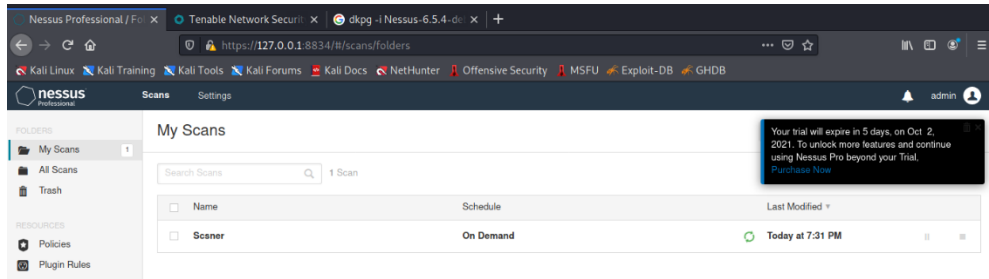 Nessus Professional / Fol
Tenable Network Securit
dkpg -i Nessus-6.5.4-de
https://127.0.0.1:8834/#/scans/folders
Kali Linux Kali Training Kali Tools Kali Forums Kali Docs NetHunter Offensive Security MSFU Exploit-DB GHDB
nessus Professional Scans Settings admin
FOLDERS
My Scans 1
All Scans
Trash
RESOURCES
Policies
Plugin Rules
My Scans
Search Scans 1 Scan
Your trial will expire in 5 days, on Oct 2,
2021. To unlock more features and continue
using Nessus Pro beyond your Trial.
Purchase Now
Name Schedule Last Modified
Scsner On Demand Today at 7:31 PM